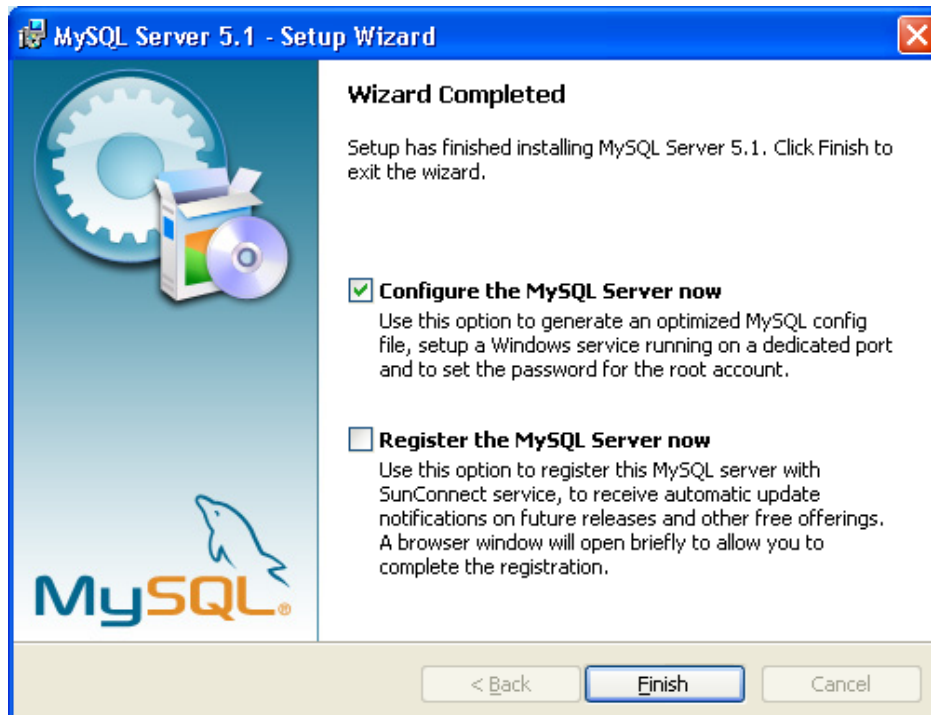 MySQL Server 5.1 - Setup Wizard
Wizard Completed
Setup has finished installing MySQL Server 5.1. Click Finish to
exit the wizard.
Configure the MySQL Server now
Use this option to generate an optimized MySQL config
file, setup a Windows service running on a dedicated port
and to set the password for the root account.
Register the MySQL Server now
Use this option to register this MySQL server with
SunConnect service, to receive automatic update
notifications on future releases and other free offerings.
A browser window will open briefly to allow you to
complete the registration.
MySQL®
< Back
Finish
Cancel